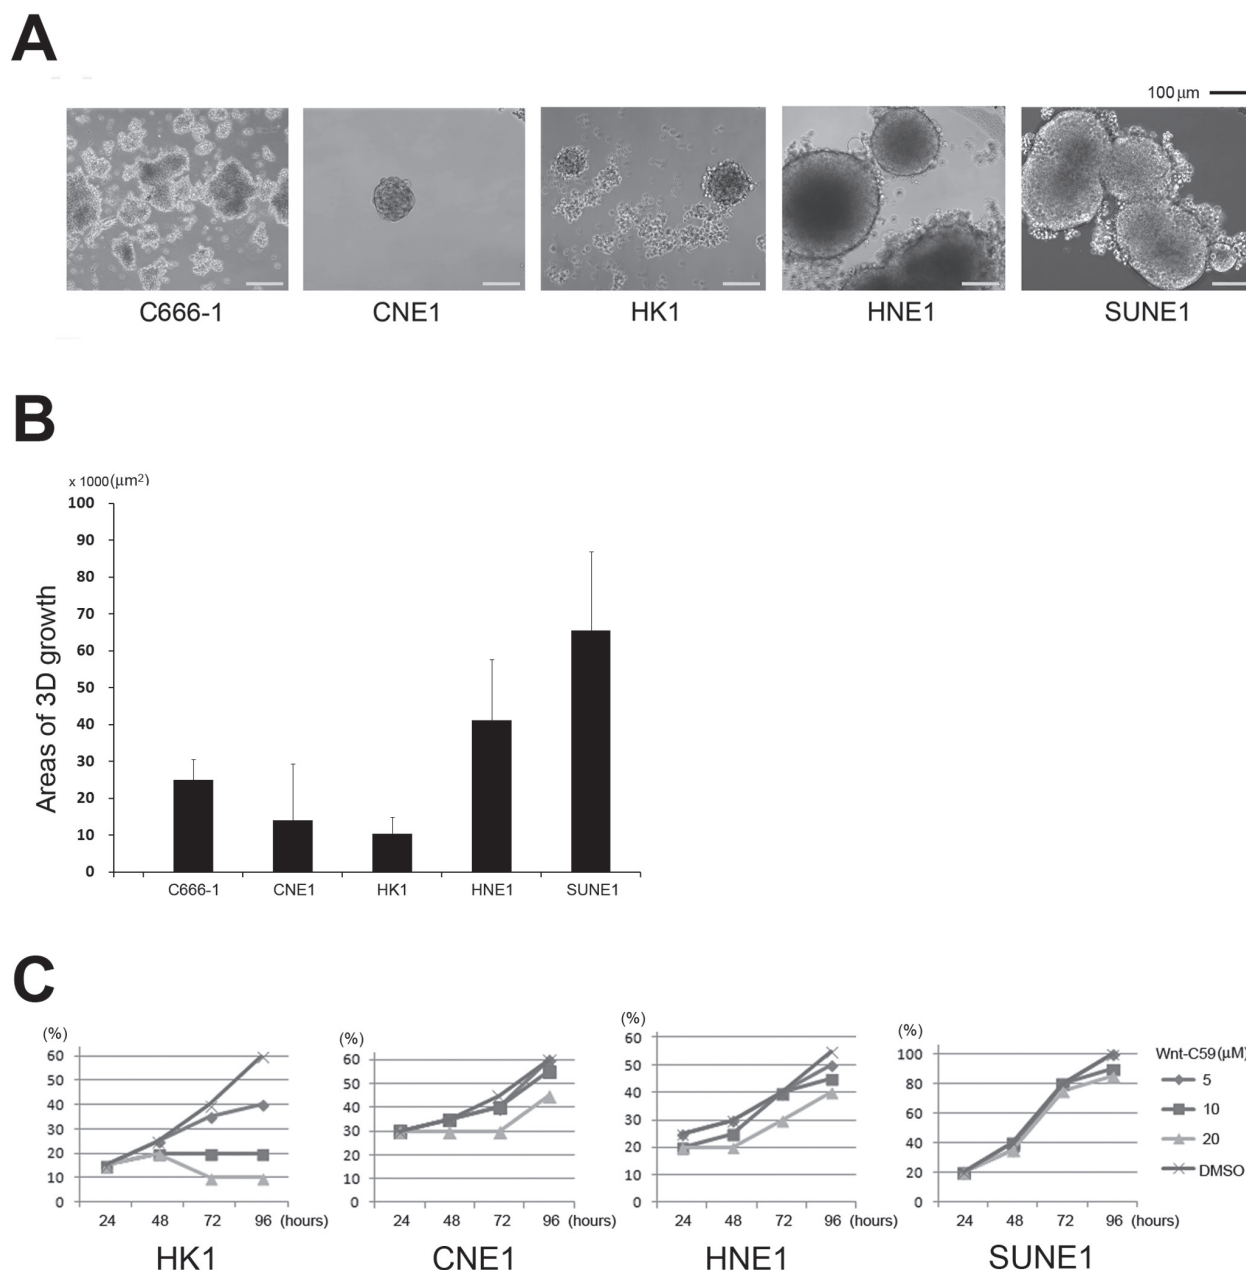 A
100 μm
C666-1 CNE1 HK1 HNE1 SUNE1
B
x 1000(μm²)
100
90
80
70
60
50
40
30
20
10
0
Areas of 3D growth
C666-1 CNE1 HK1 HNE1 SUNE1
C
(%)
60
50
40
30
20
10
0
24 48 72 96 (hours)
HK1
(%)
60
50
40
30
20
10
0
24 48 72 96 (hours)
CNE1
(%)
60
50
40
30
20
10
0
24 48 72 96 (hours)
HNE1
(%)
100
80
60
40
20
0
24 48 72 96 (hours)
SUNE1
Wnt-C59(μM)
5
10
20
DMSO